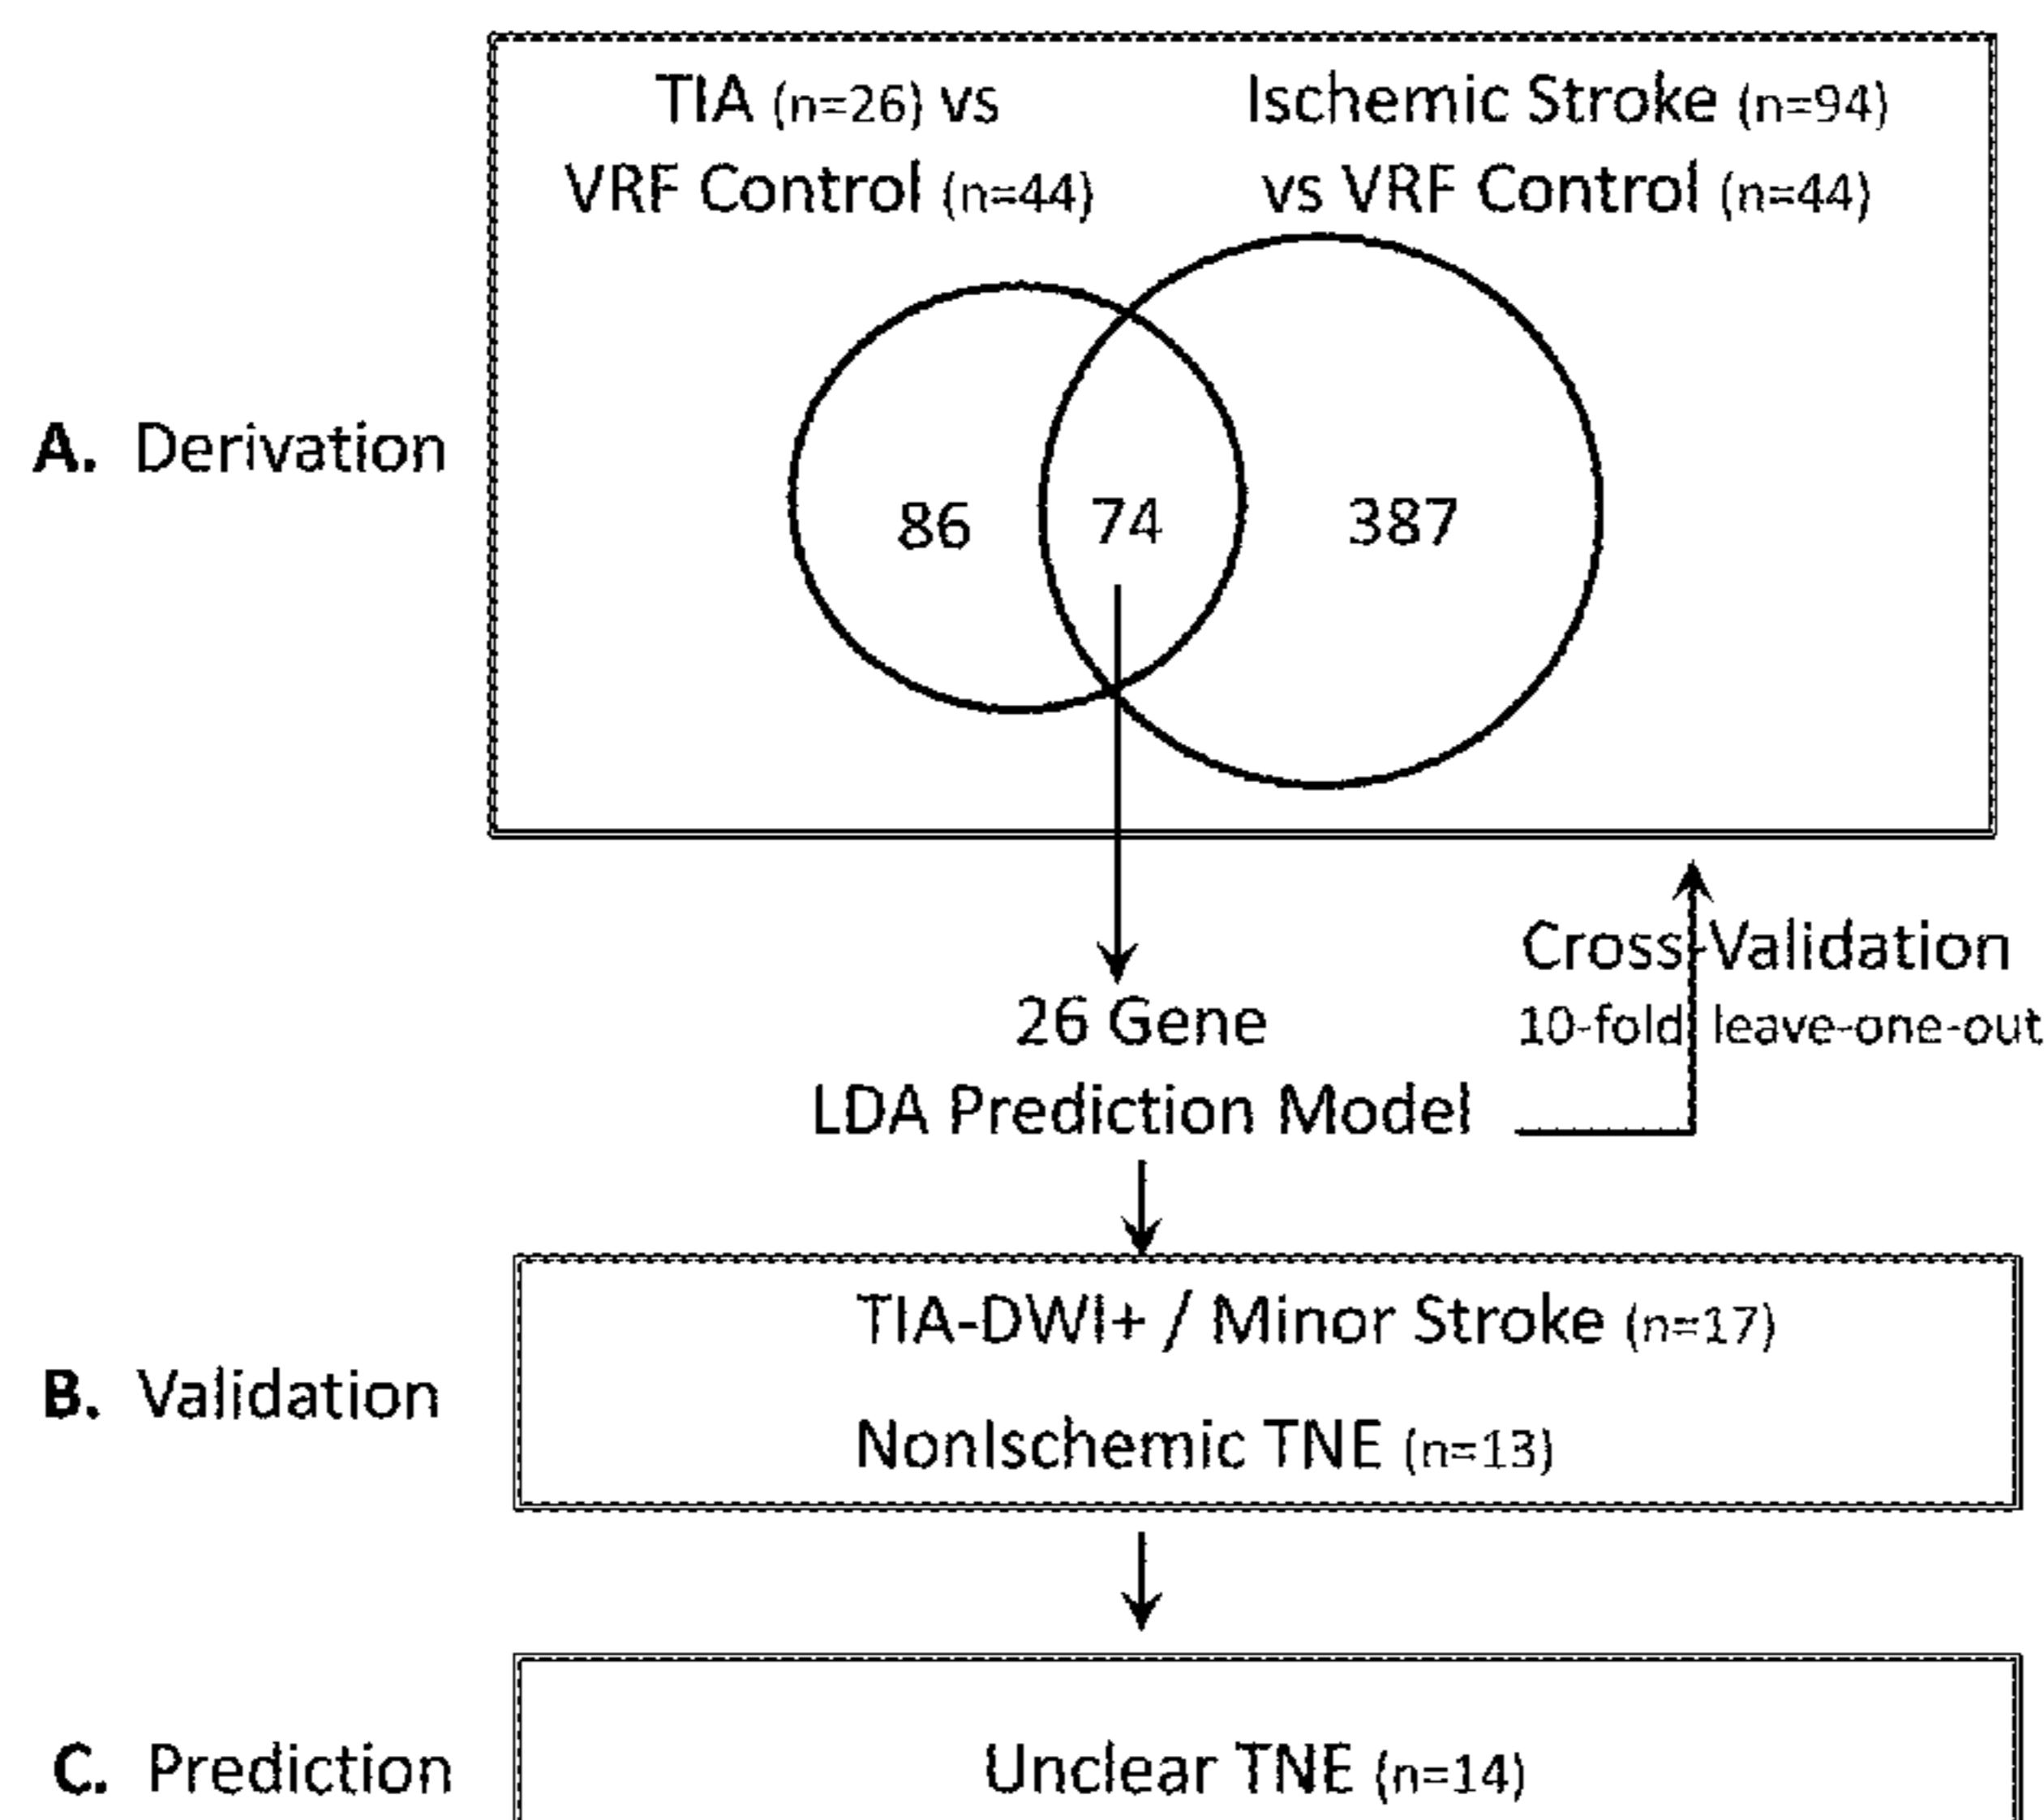 TIA (n=26) vs
VRF Control (n=44)
Ischemic Stroke (n=94)
vs VRF Control (n=44)
A. Derivation
86
74
387
Cross-Validation
10-fold leave-one-out
26 Gene
LDA Prediction Model
TIA-DWI+ / Minor Stroke (n=17)
B. Validation
NonIschemic TNE (n=13)
C. Prediction
Unclear TNE (n=14)